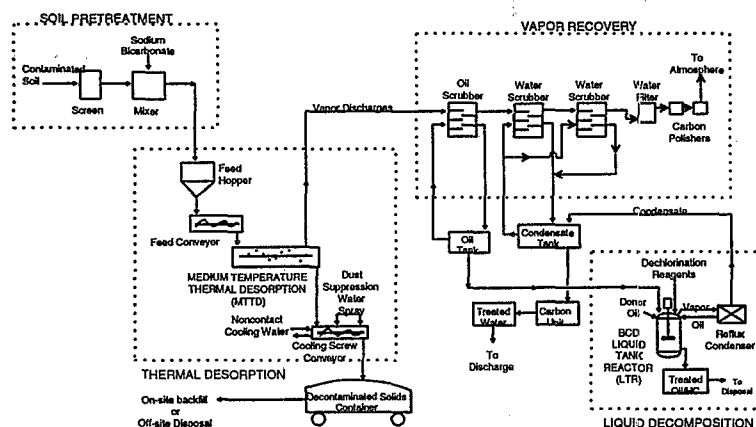 SOIL PRETREATMENT
Sodium
Bicarbonate
Contaminated
Soil
Screen
Mixer
VAPOR RECOVERY
Oil
Scrubber
Water
Scrubber
Water
Scrubber
Water
Filter
To
Atmosphere
Carbon
Polishers
Vapor Discharges
Feed
Hopper
Feed Conveyor
MEDIUM TEMPERATURE
THERMAL DESORPTION
(MTTD)
Dust
Suppression
Water
Spray
Noncontact
Cooling Water
Cooling Screw
Conveyor
THERMAL DESORPTION
On-site backfill
or
Off-site Disposal
Decontaminated Solids
Container
Oil
Tank
Condensate
Tank
Condensate
Treated
Water
Carbon
Unit
To
Discharge
Dechlorination
Reagents
Donor
Oil
Vapor
Oil
Reflux
Condenser
BCD
LIQUID
TANK
REACTOR
(LTR)
Treated
To
Disposal
LIQUID DECOMPOSITION